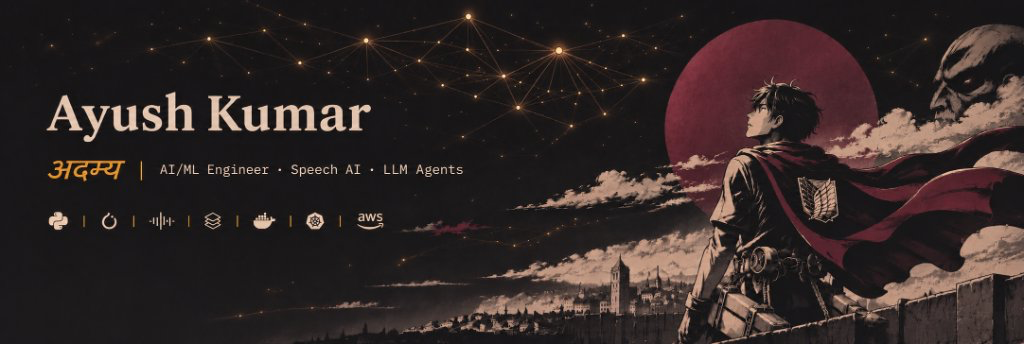 Ayush Kumar
अदम्य | AI/ML Engineer · Speech AI · LLM Agents
aws